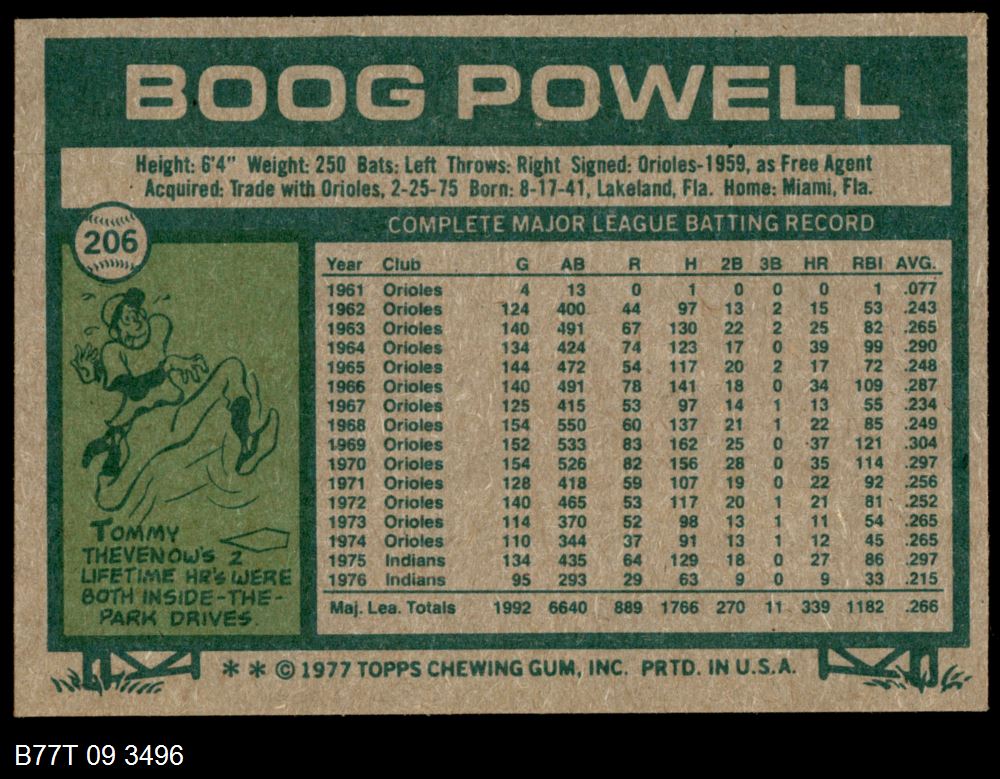 BOOG POWELL
Height: 6'4" Weight: 250 Bats: Left Throws: Right Signed: Orioles-1959, as Free Agent
Acquired: Trade with Orioles, 2-25-75 Born: 8-17-41, Lakeland, Fla. Home: Miami, Fla.
206
COMPLETE MAJOR LEAGUE BATTING RECORD
Year Club G AB R H 2B 3B HR RBI AVG.
1961 Orioles 4 13 0 1 0 0 0 1 .077
1962 Orioles 124 400 44 97 13 2 15 53 .243
1963 Orioles 140 491 67 130 22 2 25 82 .265
1964 Orioles 134 424 74 123 17 0 39 99 .290
1965 Orioles 144 472 54 117 20 2 17 72 .248
1966 Orioles 140 491 78 141 18 0 34 109 .287
1967 Orioles 125 415 53 97 14 1 13 55 .234
1968 Orioles 154 550 60 137 21 1 22 85 .249
1969 Orioles 152 533 83 162 25 0 37 121 .304
1970 Orioles 154 526 82 156 28 0 35 114 .297
1971 Orioles 128 418 59 107 19 0 22 92 .256
1972 Orioles 140 465 53 117 20 1 21 81 .252
1973 Orioles 114 370 52 98 13 1 11 54 .265
1974 Orioles 110 344 37 91 13 1 12 45 .265
1975 Indians 134 435 64 129 18 0 27 86 .297
1976 Indians 95 293 29 63 9 0 9 33 .215
Maj. Lea. Totals 1992 6640 889 1766 270 11 339 1182 .266
TOMMY
THEVENOW'S 2
LIFETIME HR'S WERE
BOTH INSIDE-THE-
PARK DRIVES.
** © 1977 TOPPS CHEWING GUM, INC. PRTD. IN U.S.A.
B77T 09 3496